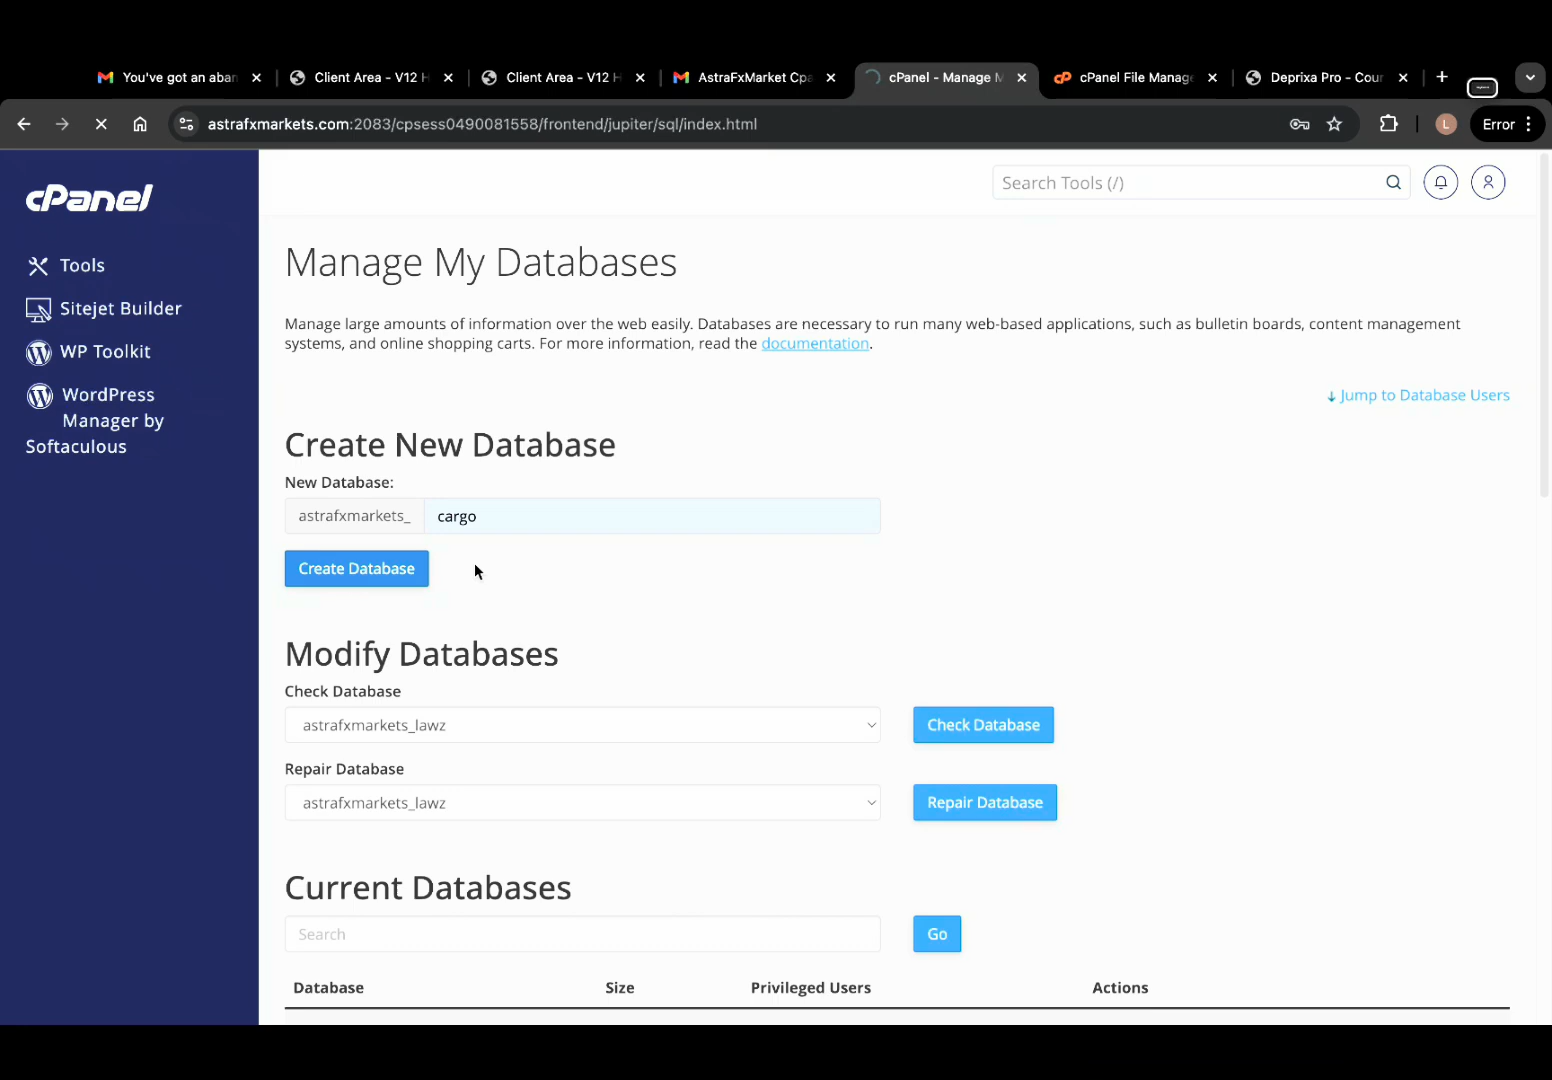 You've got an aban
Client Area - V12 H
Client Area - V12 H
AstraFxMarket Cpa
cPanel - Manage M
cPanel File Manage
Deprixa Pro - Cour
astrafxmarkets.com:2083/cpsess0490081558/frontend/jupiter/sql/index.html
L
Error
cPanel
Search Tools (/)
Tools
Sitejet Builder
WP Toolkit
WordPress
Manager by
Softaculous
Manage My Databases
Manage large amounts of information over the web easily. Databases are necessary to run many web-based applications, such as bulletin boards, content management
systems, and online shopping carts. For more information, read the documentation.
Jump to Database Users
Create New Database
New Database:
astrafxmarkets_ cargo
Create Database
Modify Databases
Check Database
astrafxmarkets_lawz
Check Database
Repair Database
astrafxmarkets_lawz
Repair Database
Current Databases
Search
Go
Database Size Privileged Users Actions